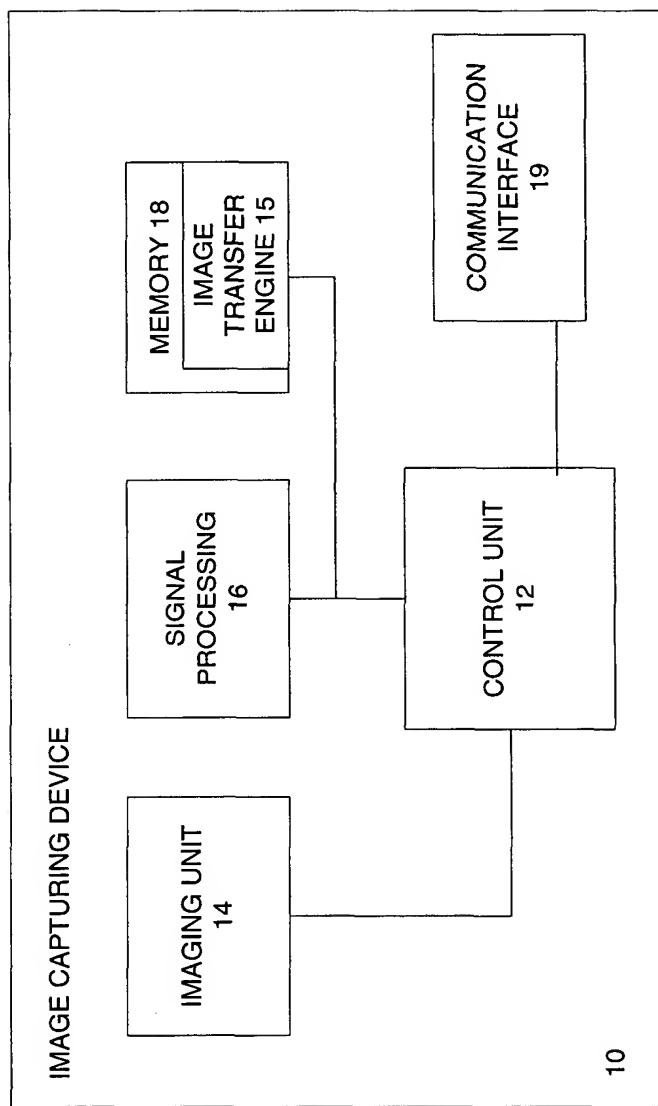 IMAGE CAPTURING DEVICE
IMAGING UNIT
14
SIGNAL
PROCESSING
16
MEMORY 18
IMAGE
TRANSFER
ENGINE 15
CONTROL UNIT
12
COMMUNICATION
INTERFACE
19
10